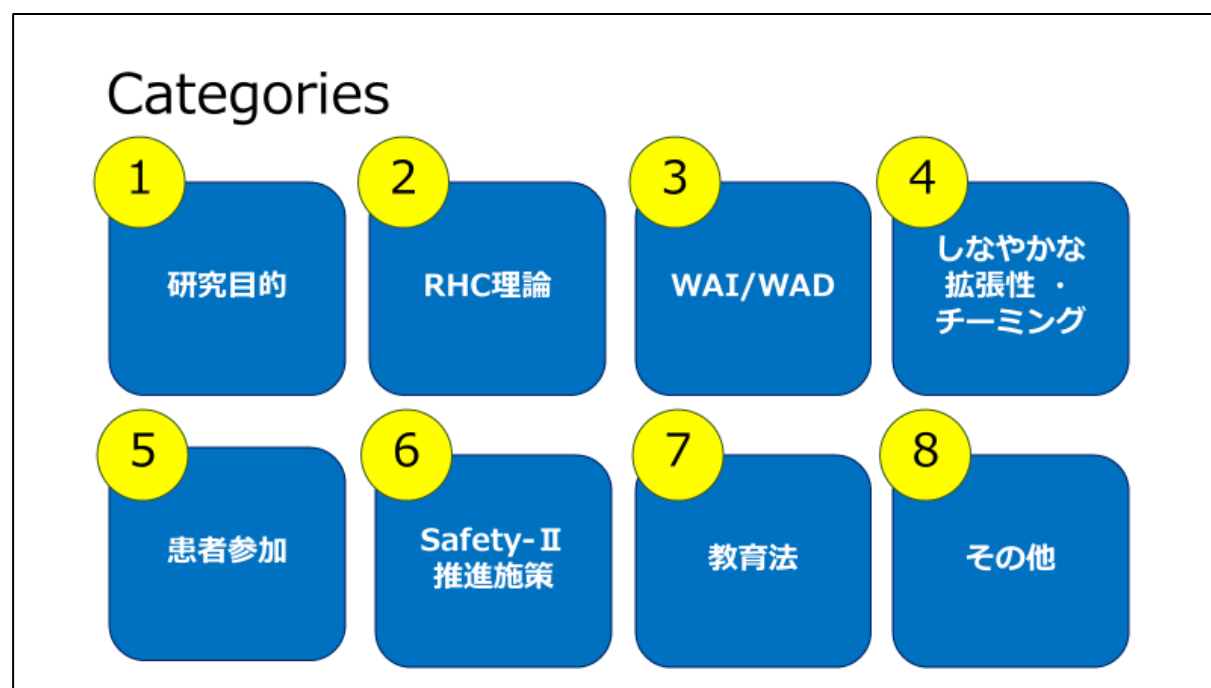 Categories
1
研究目的
2
RHC理論
3
WAI/WAD
4
しなやかな
拡張性 ・
チーミング
5
患者参加
6
Safety-Ⅱ
推進施策
7
教育法
8
その他